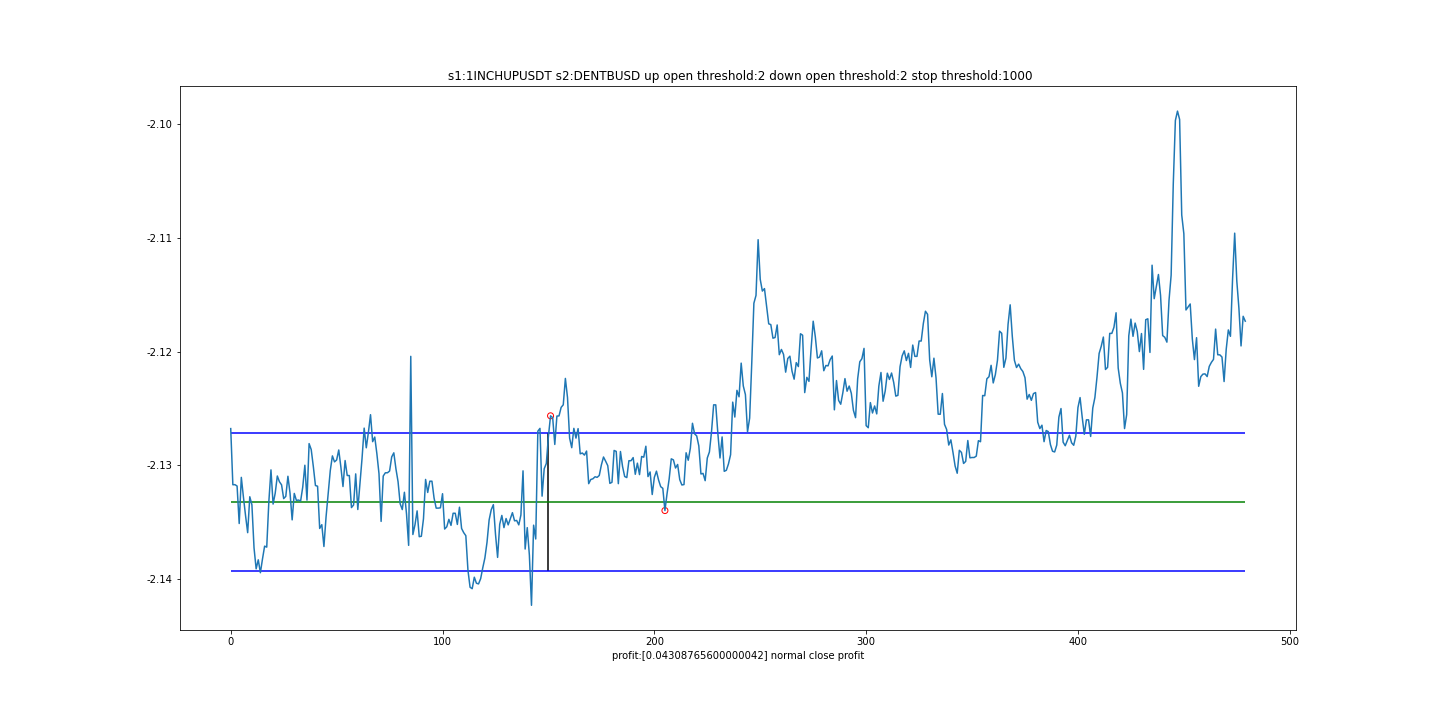 s1:1INCHUPUSDT s2:DENTBUSD up open threshold:2 down open threshold:2 stop threshold:1000
-2.10
-2.11
-2.12
-2.13
-2.14
0 100 200 300 400 500
profit:[0.04308765600000042] normal close profit